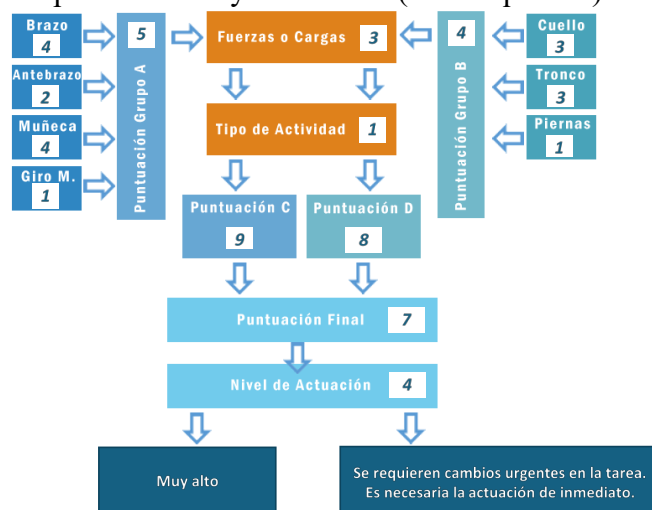 Brazo
4
Antebrazo
2
Muñeca
4
Giro M.
1
Puntuación Grupo A
5
Fuerzas o Cargas 3
Tipo de Actividad 1
Puntuación Grupo B
4
Cuello
3
Tronco
3
Piernas
1
Puntuación C
9
Puntuación D
8
Puntuación Final 7
Nivel de Actuación 4
Muy alto
Se requieren cambios urgentes en la tarea.
Es necesaria la actuación de inmediato.